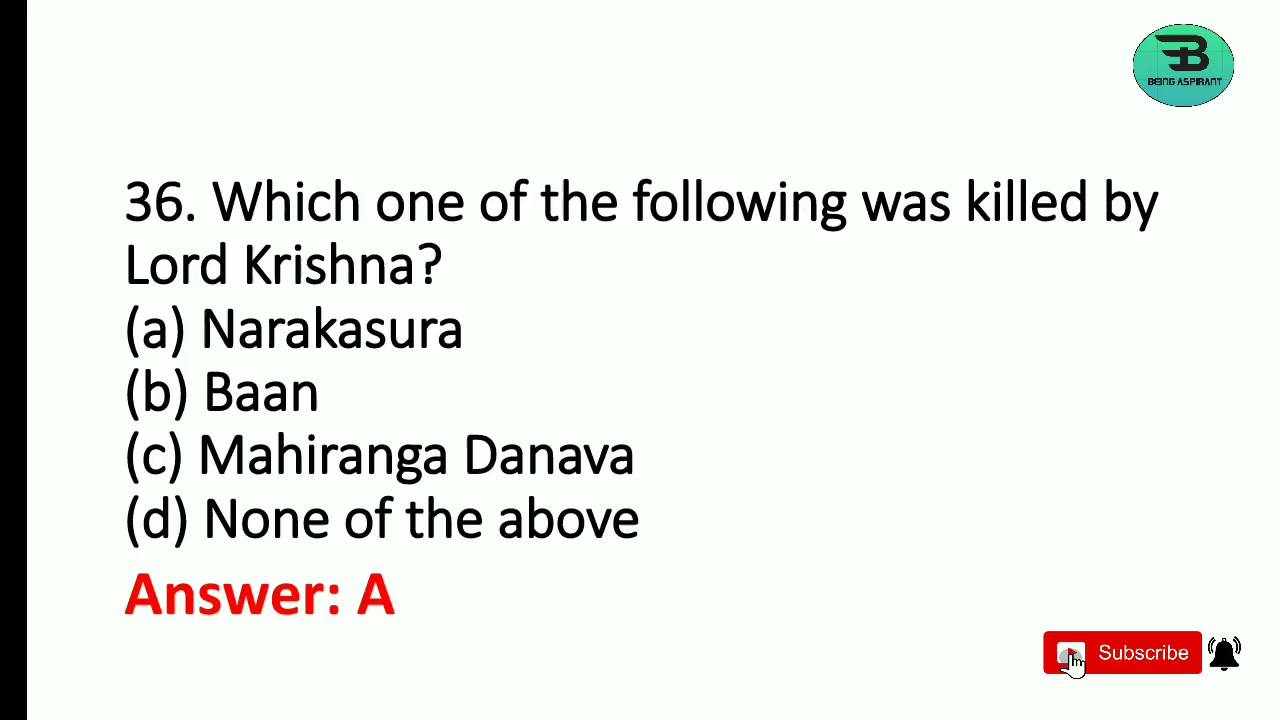 BEING ASPIRANT
36. Which one of the following was killed by
Lord Krishna?
(a) Narakasura
(b) Baan
(c) Mahiranga Danava
(d) None of the above
Answer: A
Subscribe